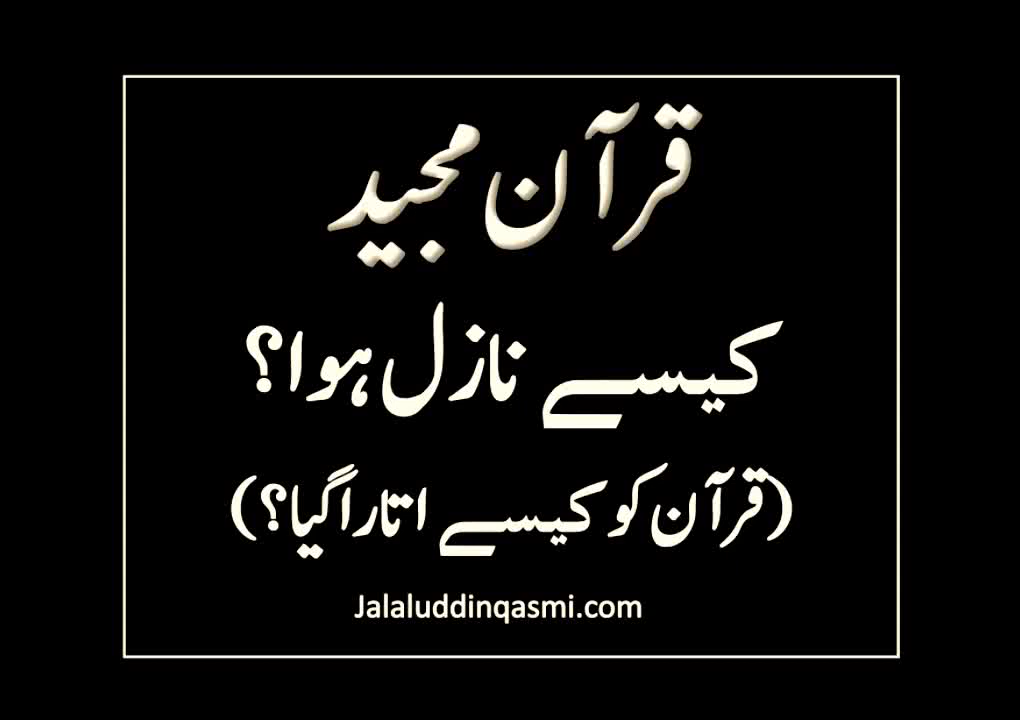 قرآن مجید
کیسے نازل ہوا؟
(قرآن کو کیسے اتارا گیا؟)
Jalaluddinqasmi.com